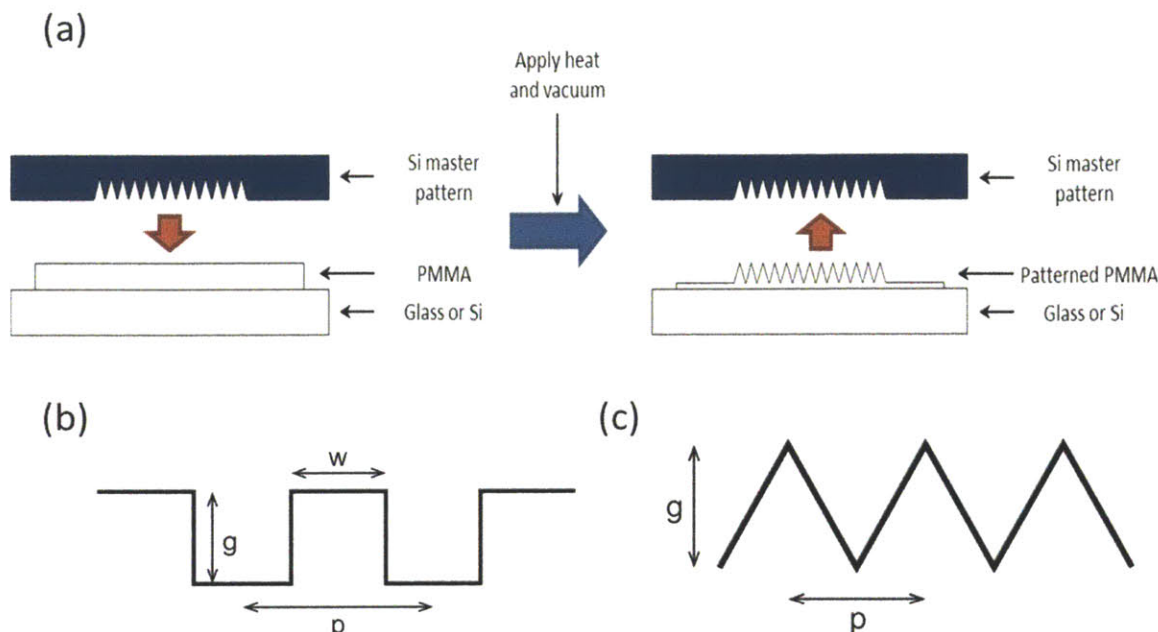 (a)
Apply heat
and vacuum
Si master
pattern
PMMA
Glass or Si
Si master
pattern
Patterned PMMA
Glass or Si
(b)
w
g
p
(c)
g
p